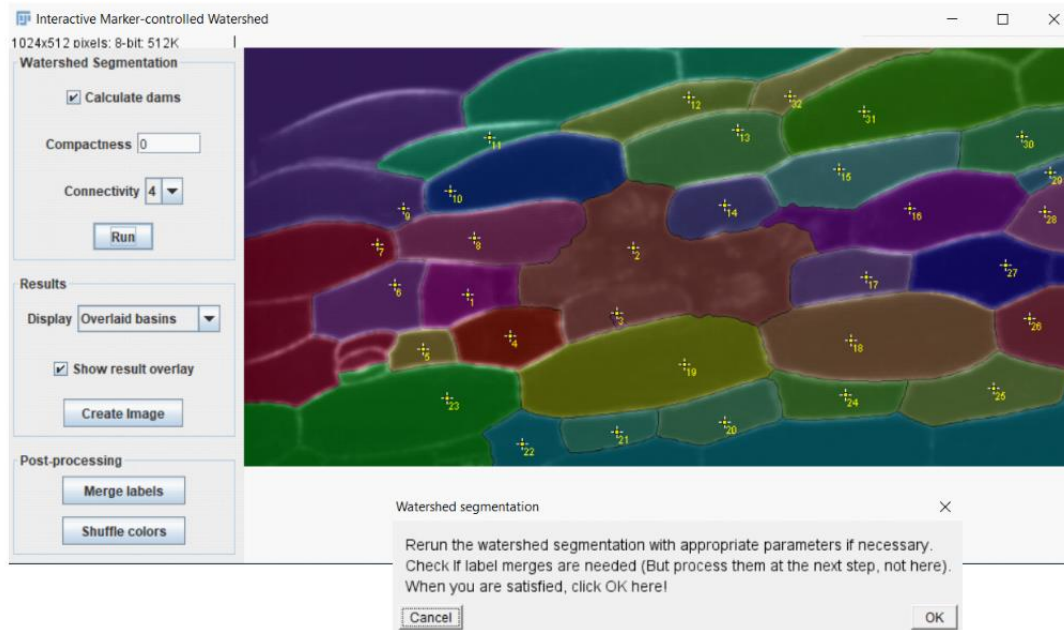 Interactive Marker-controlled Watershed
1024x512 pixels; 8-bit; 512K
Watershed Segmentation
Calculate dams
Compactness 0
Connectivity 4
Run
Results
Display Overlaid basins
Show result overlay
Create Image
Post-processing
Merge labels
Shuffle colors
12
32
31
13
30
11
15
29
10
14
16
28
9
8
2
7
17
27
6
1
3
26
4
18
5
19
25
23
24
20
21
22
Watershed segmentation
Rerun the watershed segmentation with appropriate parameters if necessary.
Check If label merges are needed (But process them at the next step, not here).
When you are satisfied, click OK here!
Cancel
OK